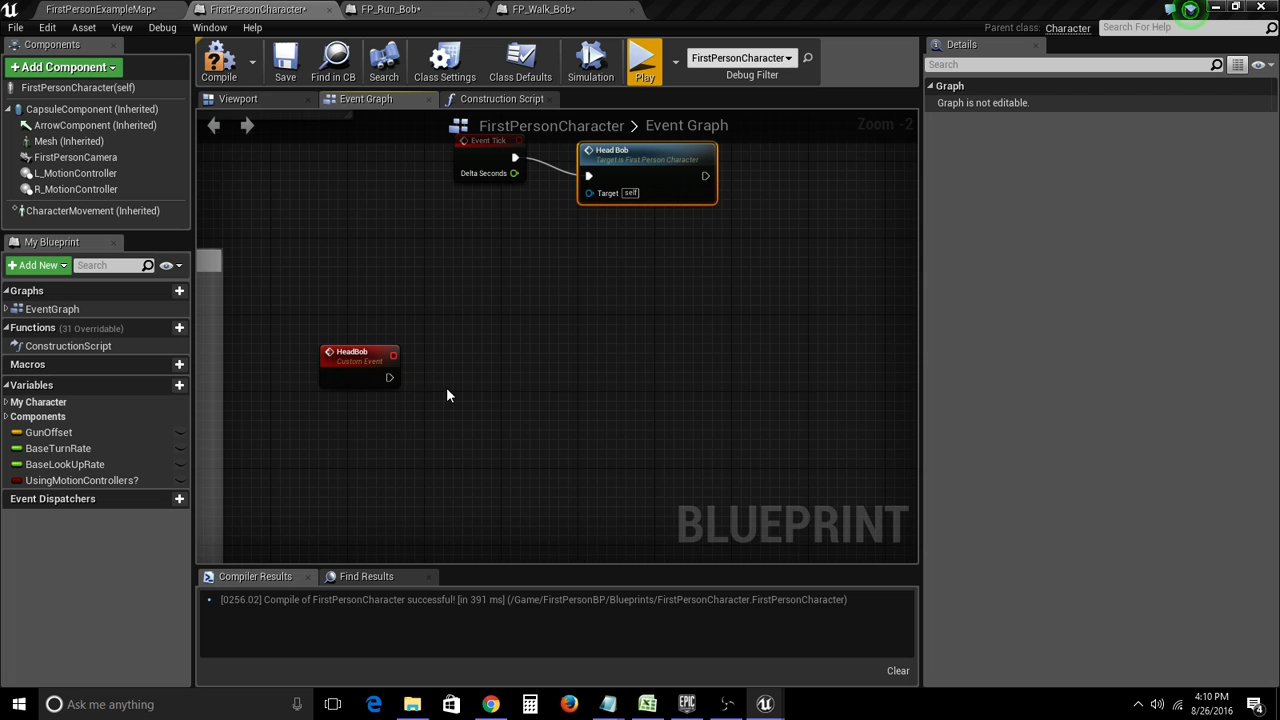 FirstPersonExampleMap*
FirstPersonCharacter*
FP_Run_Bob*
FP_Walk_Bob*
File Edit Asset View Debug Window Help
Parent class: Character
Search For Help
Components
Add Component
FirstPersonCharacter(self)
CapsuleComponent (Inherited)
ArrowComponent (Inherited)
Mesh (Inherited)
FirstPersonCamera
L_MotionController
R_MotionController
CharacterMovement (Inherited)
My Blueprint
Add New
Search
Graphs
EventGraph
Functions (31 Overridable)
ConstructionScript
Macros
Variables
My Character
Components
GunOffset
BaseTurnRate
BaseLookUpRate
UsingMotionControllers?
Event Dispatchers
Compile
Save
Find in CB
Search
Class Settings
Class Defaults
Simulation
Play
FirstPersonCharacter
Debug Filter
Viewport
Event Graph
Construction Script
FirstPersonCharacter > Event Graph
Zoom -2
Event Tick
Delta Seconds
Head Bob
Target is First Person Character
Target self
HeadBob
Custom Event
BLUEPRINT
Compiler Results
Find Results
[0256.02] Compile of FirstPersonCharacter successful! [in 391 ms] (/Game/FirstPersonBP/Blueprints/FirstPersonCharacter.FirstPersonCharacter)
Clear
Details
Search
Graph
Graph is not editable.
Ask me anything
EPIC
4:10 PM
8/26/2016